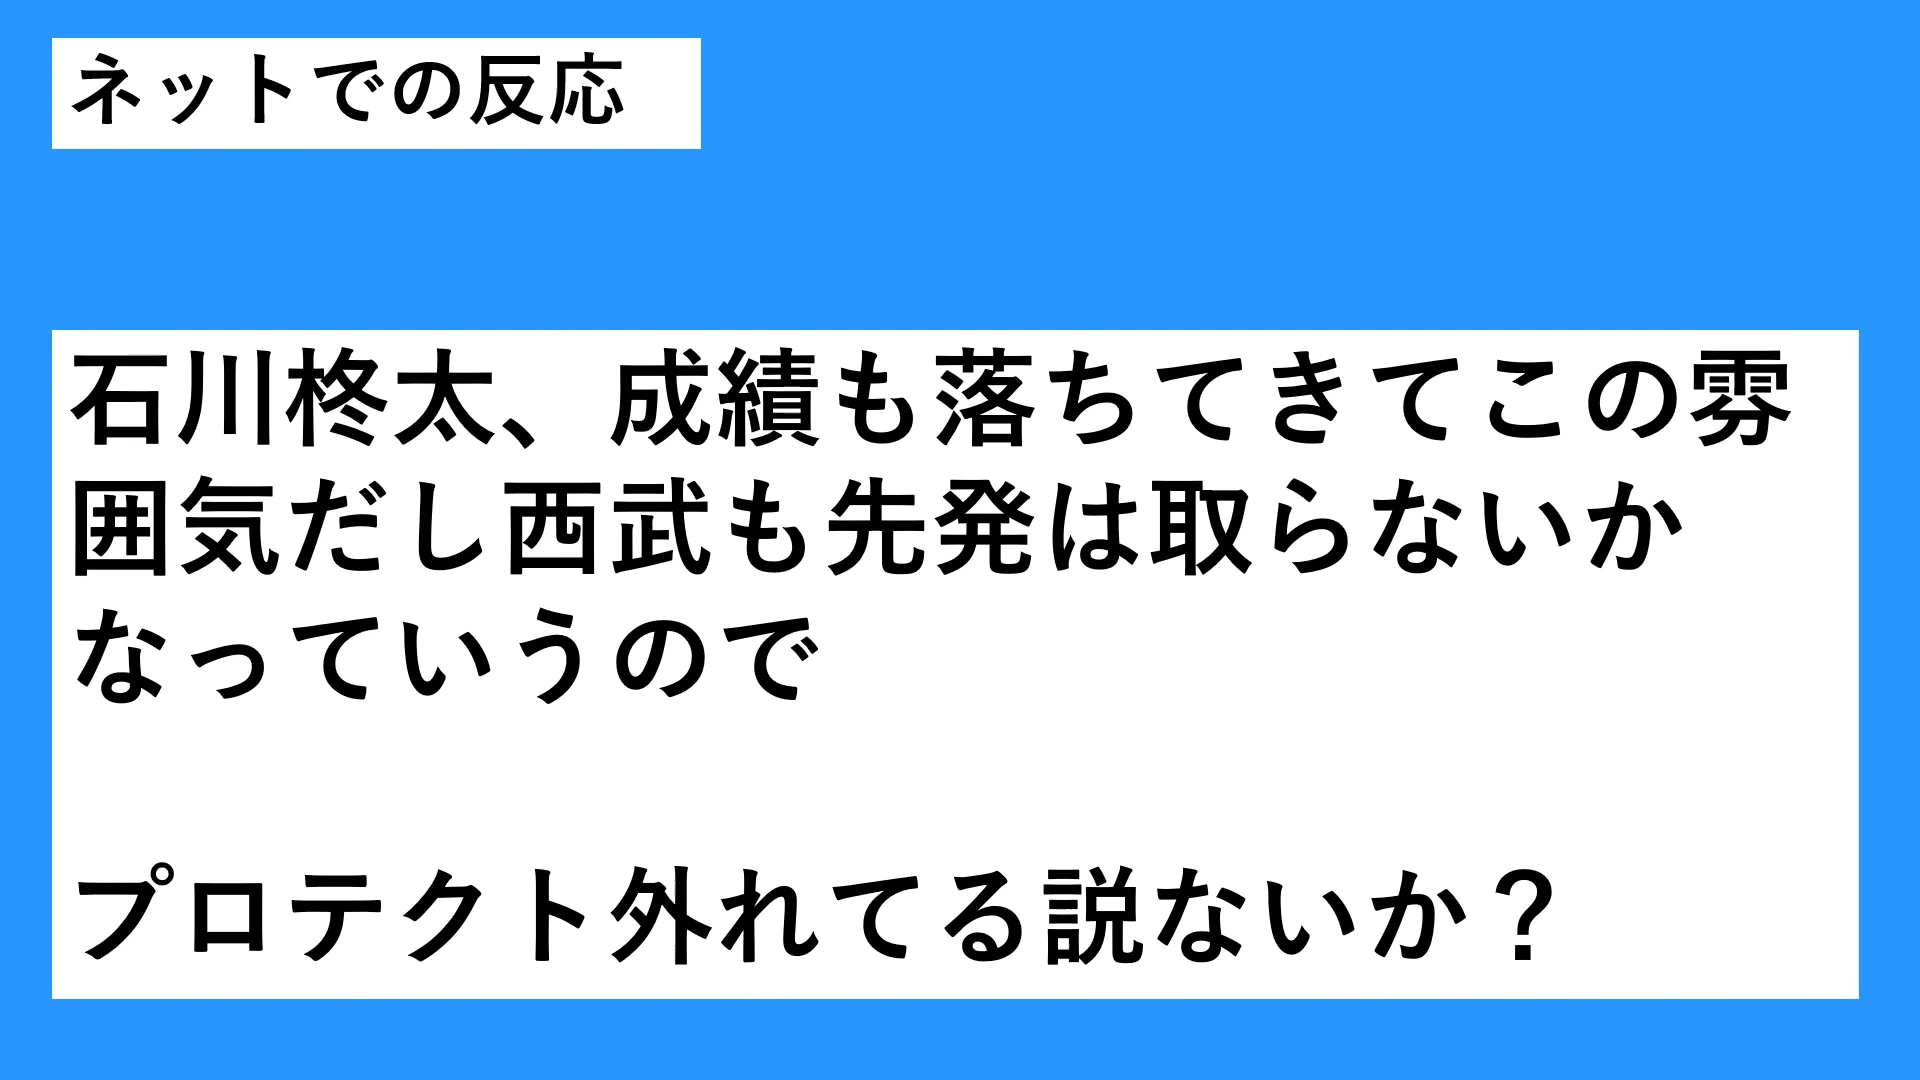 ネットでの反応
石川柊太、成績も落ちてきてこの雰
囲気だし西武も先発は取らないか
なっていうので
プロテクト外れてる説ないか？